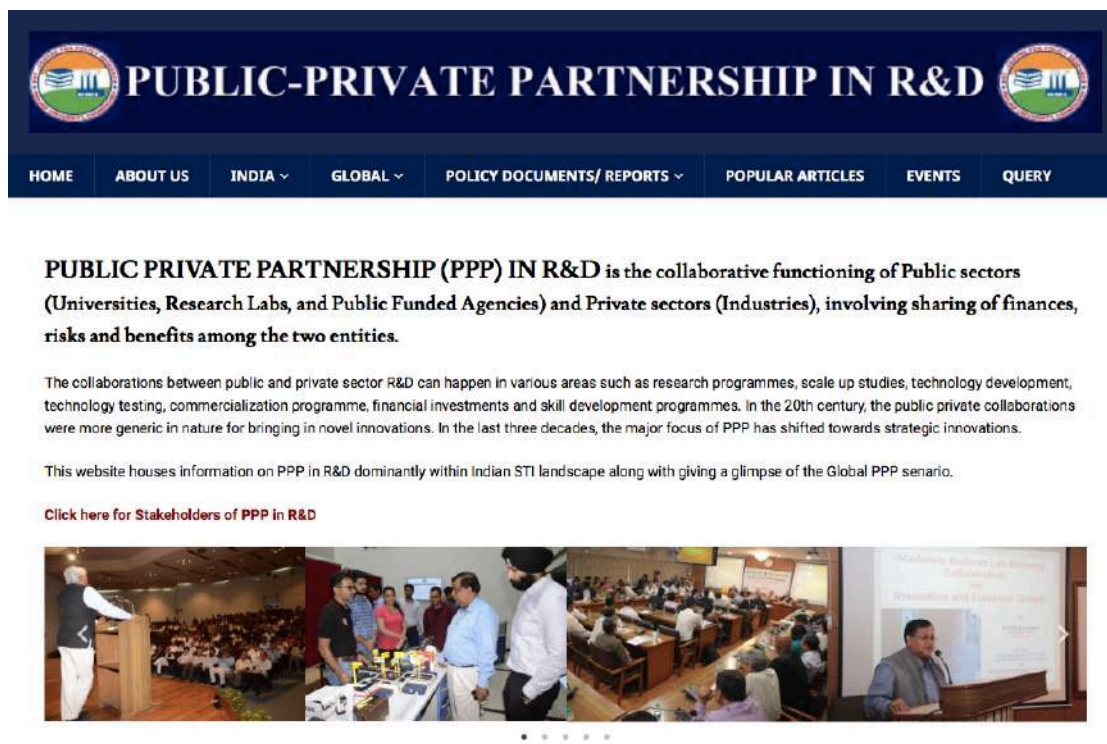 PUBLIC-PRIVATE PARTNERSHIP IN R&D
HOME ABOUT US INDIA GLOBAL POLICY DOCUMENTS/ REPORTS POPULAR ARTICLES EVENTS QUERY
PUBLIC PRIVATE PARTNERSHIP (PPP) IN R&D is the collaborative functioning of Public sectors
(Universities, Research Labs, and Public Funded Agencies) and Private sectors (Industries), involving sharing of finances,
risks and benefits among the two entities.
The collaborations between public and private sector R&D can happen in various areas such as research programmes, scale up studies, technology development,
technology testing, commercialization programme, financial investments and skill development programmes. In the 20th century, the public private collaborations
were more generic in nature for bringing in novel innovations. In the last three decades, the major focus of PPP has shifted towards strategic innovations.
This website houses information on PPP in R&D dominantly within Indian STI landscape along with giving a glimpse of the Global PPP senario.
Click here for Stakeholders of PPP in R&D
Collaboration
Innovation and Economic Growth